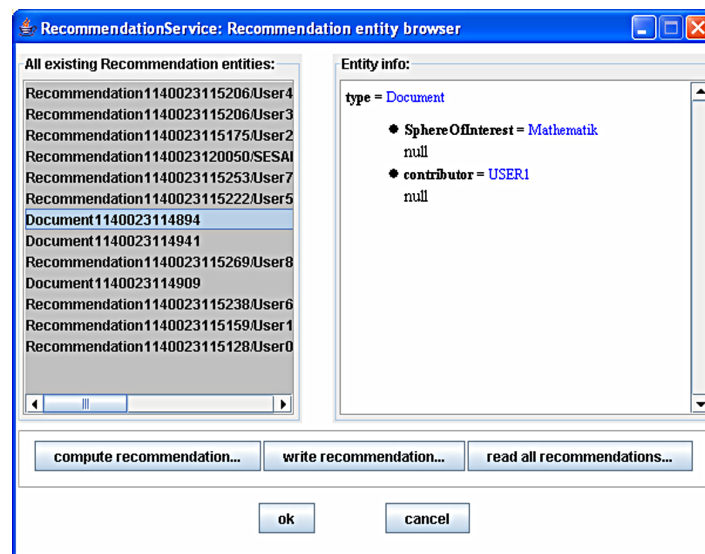 RecommendationService: Recommendation entity browser
All existing Recommendation entities:
Recommendation1140023115206/User4
Recommendation1140023115206/User3
Recommendation1140023115175/User2
Recommendation1140023120050/SESAI
Recommendation1140023115253/User7
Recommendation1140023115222/User5
Document1140023114894
Document1140023114941
Recommendation1140023115269/User8
Document1140023114909
Recommendation1140023115238/User6
Recommendation1140023115159/User1
Recommendation1140023115128/User0
Entity info:
type = Document
SphereOfInterest = Mathematik
null
contributor = USER1
null
compute recommendation... write recommendation... read all recommendations...
ok cancel